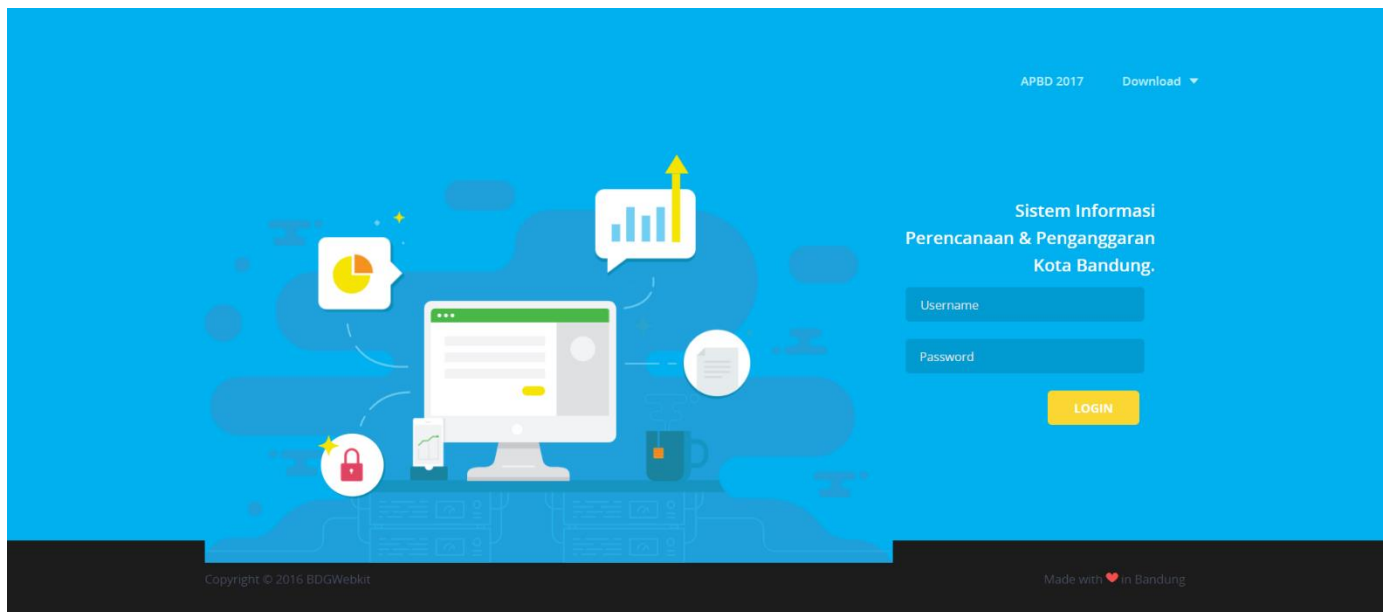 APBD 2017 Download
Sistem Informasi
Perencanaan & Penganggaran
Kota Bandung.
Username
Password
LOGIN
Copyright © 2016 BDGWebkit
Made with ❤ in Bandung